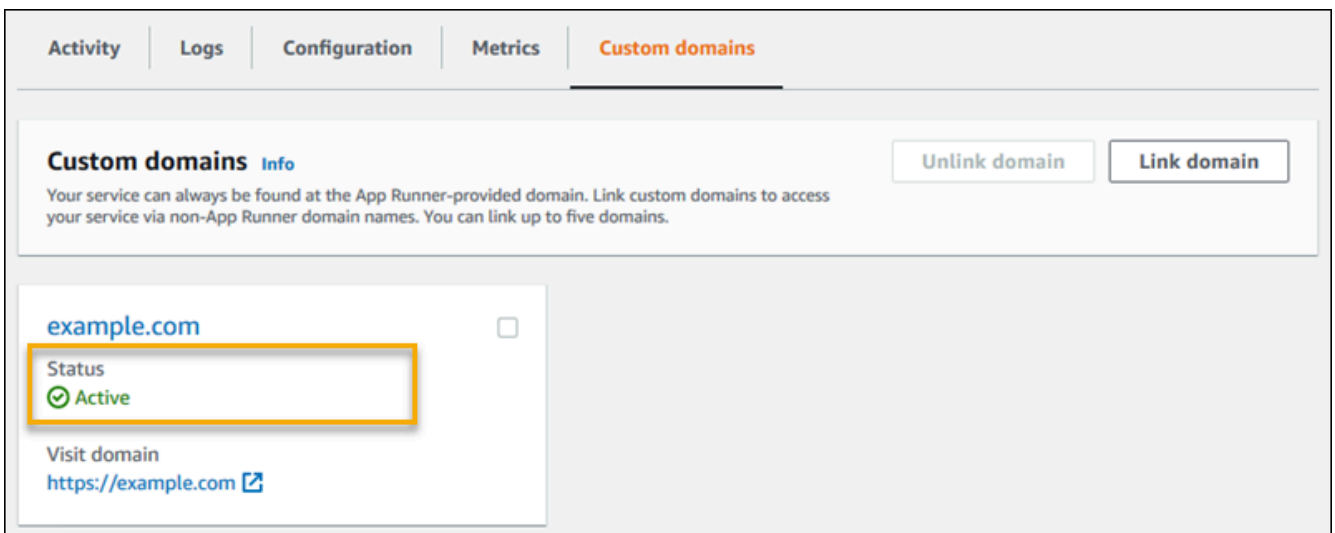 Activity Logs Configuration Metrics Custom domains
Custom domains Info
Unlink domain Link domain
Your service can always be found at the App Runner-provided domain. Link custom domains to access
your service via non-App Runner domain names. You can link up to five domains.
example.com
Status
Active
Visit domain
https://example.com